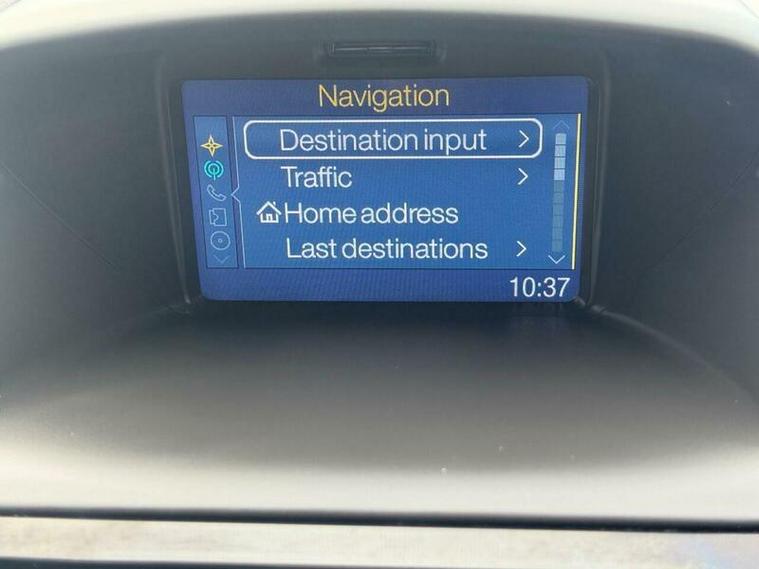 Navigation
Destination input
Traffic
Home address
Last destinations
10:37